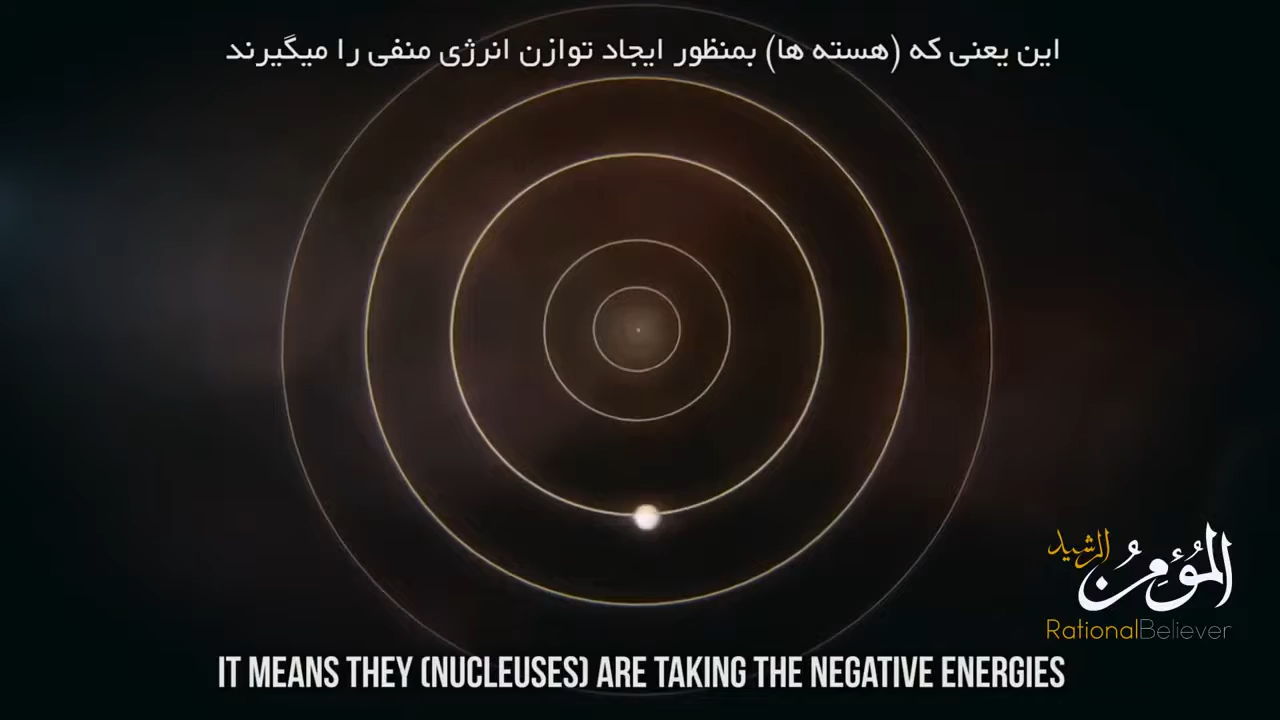 این یعنی که (هسته ها) بمنظور ایجاد توازن انرژی منفی را میگیرند
المؤمن الرشيد
RationalBeliever
IT MEANS THEY (NUCLEUSES) ARE TAKING THE NEGATIVE ENERGIES